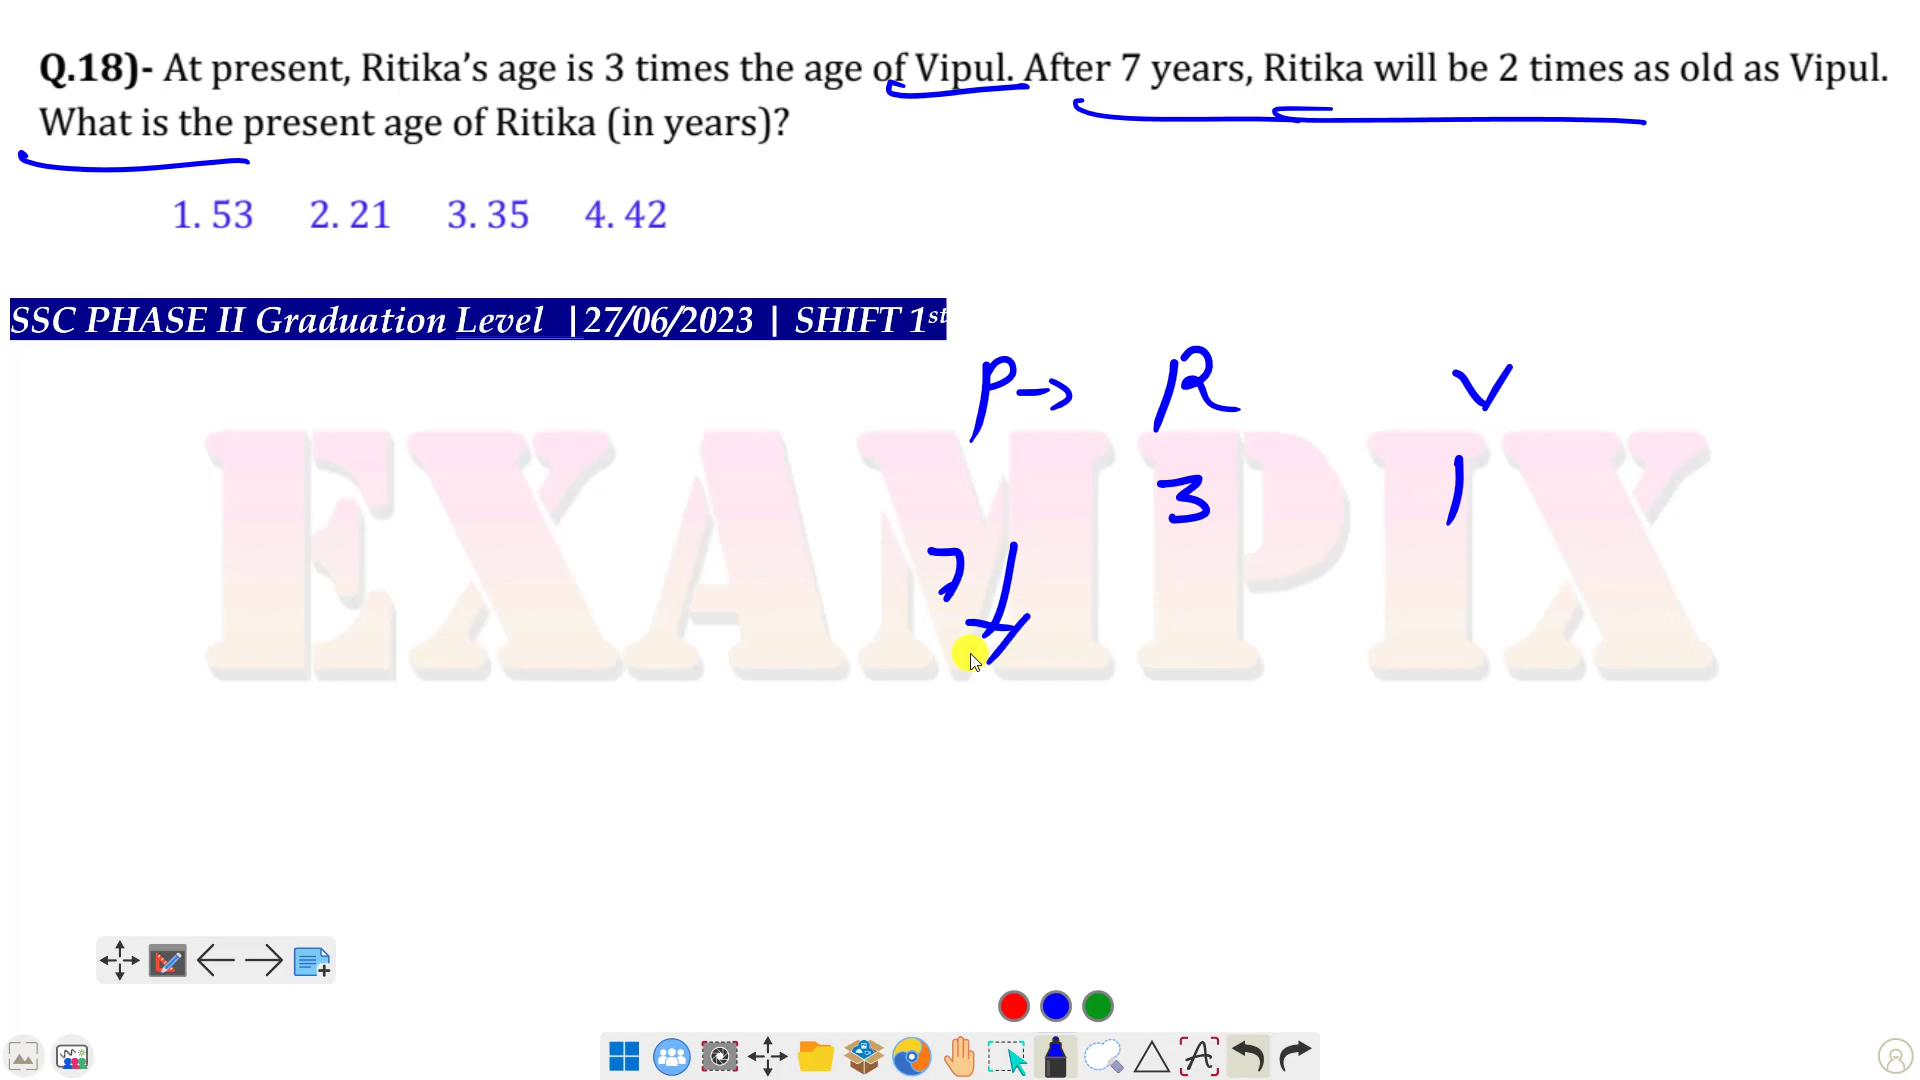 Q.18)- At present, Ritika's age is 3 times the age of Vipul. After 7 years, Ritika will be 2 times as old as Vipul.
What is the present age of Ritika (in years)?
1. 53 2. 21 3. 35 4. 42
SSC PHASE II Graduation Level |27/06/2023 | SHIFT 1st
P → R V
3 1
7
EXAMPIX